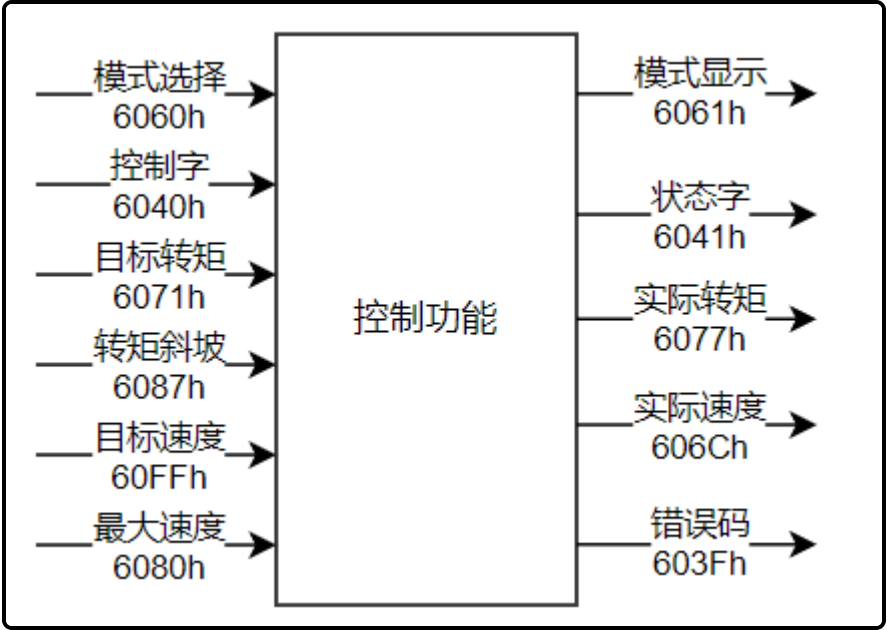 模式选择
6060h
控制字
6040h
目标转矩
6071h
转矩斜坡
6087h
目标速度
60FFh
最大速度
6080h
控制功能
模式显示
6061h
状态字
6041h
实际转矩
6077h
实际速度
606Ch
错误码
603Fh